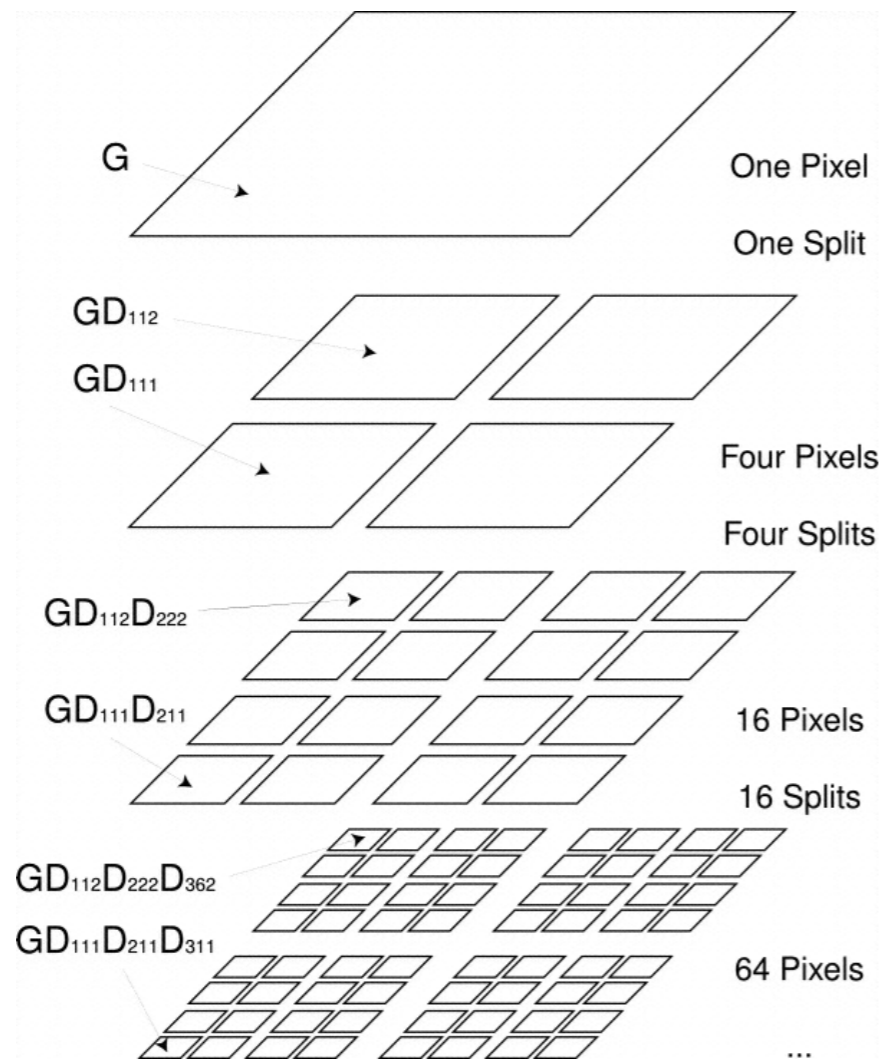 G
One Pixel
One Split
GD₁₁₂
GD₁₁₁
Four Pixels
Four Splits
GD₁₁₂D₂₂₂
GD₁₁₁D₂₁₁
16 Pixels
16 Splits
GD₁₁₂D₂₂₂D₃₆₂
GD₁₁₁D₂₁₁D₃₁₁
64 Pixels
...